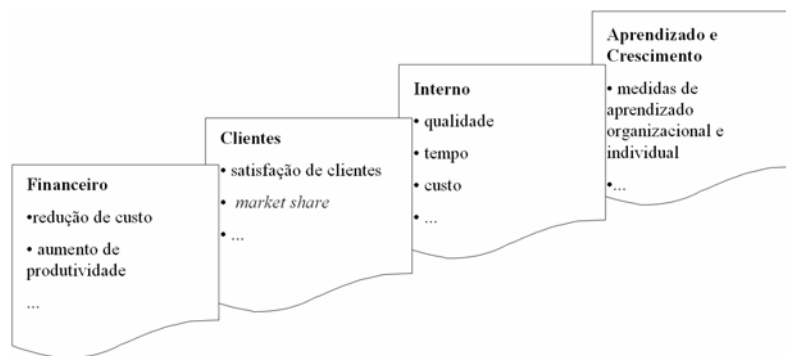 Financeiro
•redução de custo
• aumento de
produtividade
...
Clientes
• satisfação de clientes
• market share
• ...
Interno
• qualidade
• tempo
• custo
• ...
Aprendizado e
Crescimento
• medidas de
aprendizado
organizacional e
individual
•...